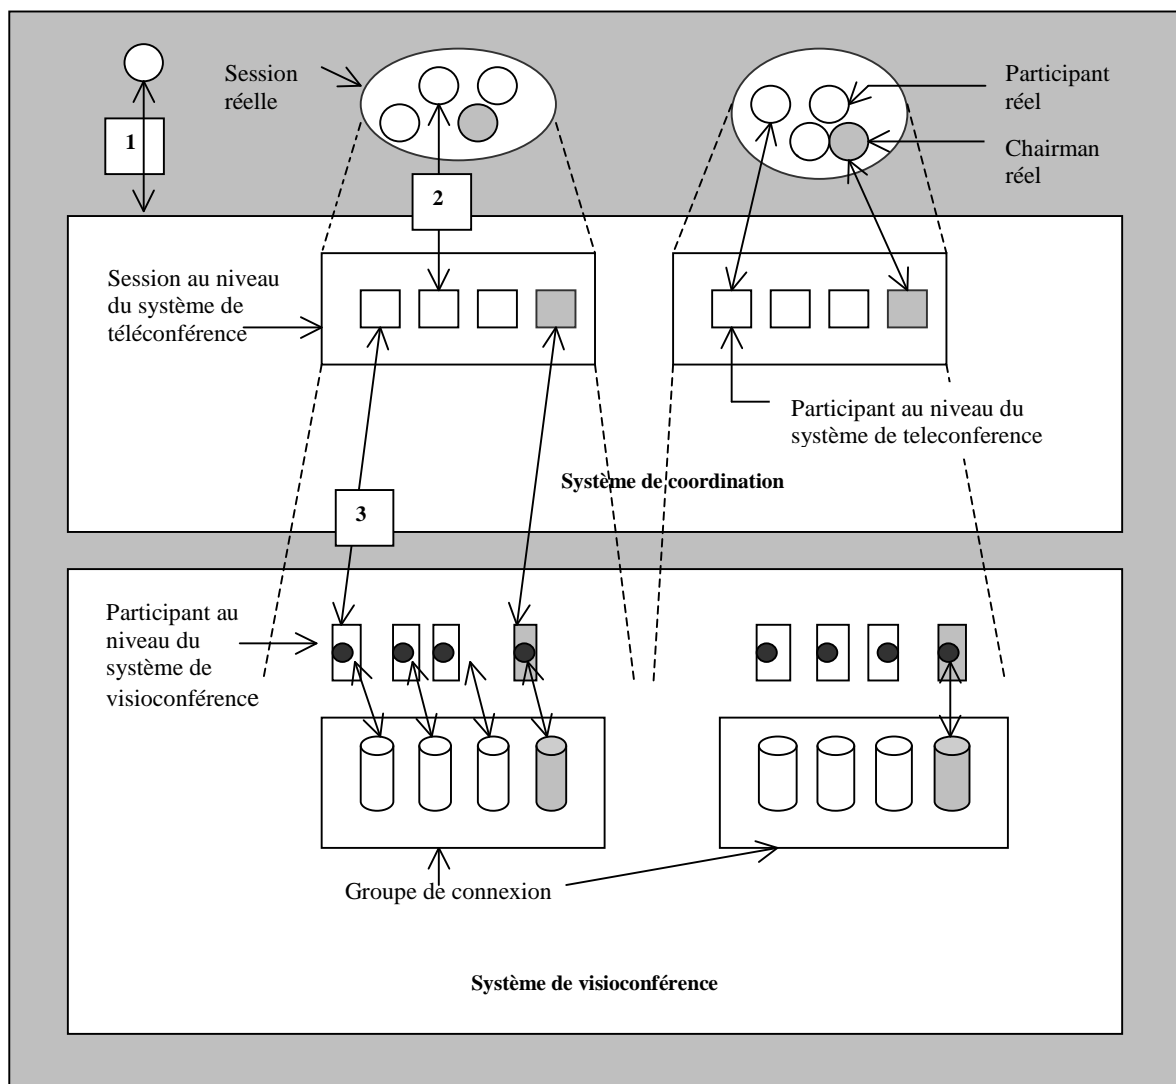 Session
réelle
Participant
réel
1
Chairman
réel
2
Session au niveau
du système de
téléconférence
Participant au niveau du
système de teleconference
Système de coordination
3
Participant au
niveau du
système de
visioconférence
Groupe de connexion
Système de visioconférence